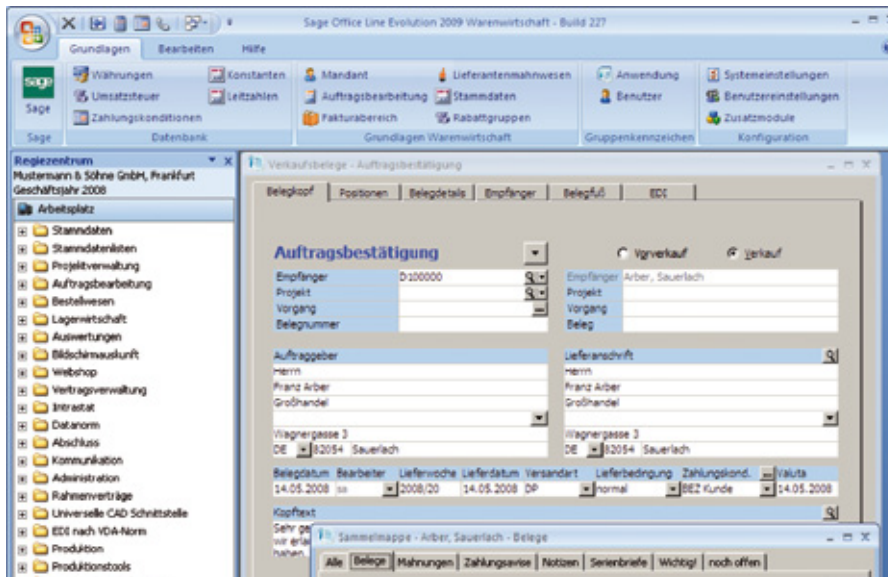 Sage Office Line Evolution 2009 Warenwirtschaft - Build 227
Grundlagen Bearbeiten Hilfe
Währungen Konstanten Mandant Lieferantenmahnwesen Anwendung Systemeinstellungen
sage Umsatzsteuer Leitzahlen Auftragsbearbeitung Stammdaten Benutzer Benutzereinstellungen
Sage Zahlungskonditionen Fakturabereich Rabattgruppen Zusatzmodule
Sage Datenbank Grundlagen Warenwirtschaft Gruppenkennzeichen Konfiguration
Regiezentrum
Mustermann & Söhne GmbH, Frankfurt
Geschäftsjahr 2008
Arbeitsplatz
Stammdaten
Stammdatenlisten
Projektverwaltung
Auftragsbearbeitung
Bestellwesen
Lagerwirtschaft
Auswertungen
Bildschirmauskunft
Webshop
Vertragsverwaltung
Intrastat
Datanorm
Abschluss
Kommunikation
Administration
Rahmenverträge
Universelle CAD Schnittstelle
EDI nach VDA-Norm
Produktion
Produktionstools
Verkaufsbelege - Auftragsbestätigung
Belegkopf Positionen Belegdetails Empfänger Belegfuß EDI
Auftragsbestätigung Vorverkauf Verkauf
Empfänger D100000 Empfänger Arber, Sauerlach
Projekt Projekt
Vorgang Vorgang
Belegnummer Beleg
Auftraggeber Lieferanschrift
Herrn Herrn
Franz Arber Franz Arber
Großhandel Großhandel
Wagnergasse 3 Wagnergasse 3
DE 82054 Sauerlach DE 82054 Sauerlach
Belegdatum Bearbeiter Lieferwoche Lieferdatum Versandart Lieferbedingung Zahlungskond. Valuta
14.05.2008 2008/20 14.05.2008 DP normal BEZ Kunde 14.05.2008
Kopftext
Sehr ge
wir erla
haben.
Sammelmappe - Arber, Sauerlach - Belege
Alle Belege Mahnungen Zahlungsavise Notizen Serienbriefe Wichtig! noch offen